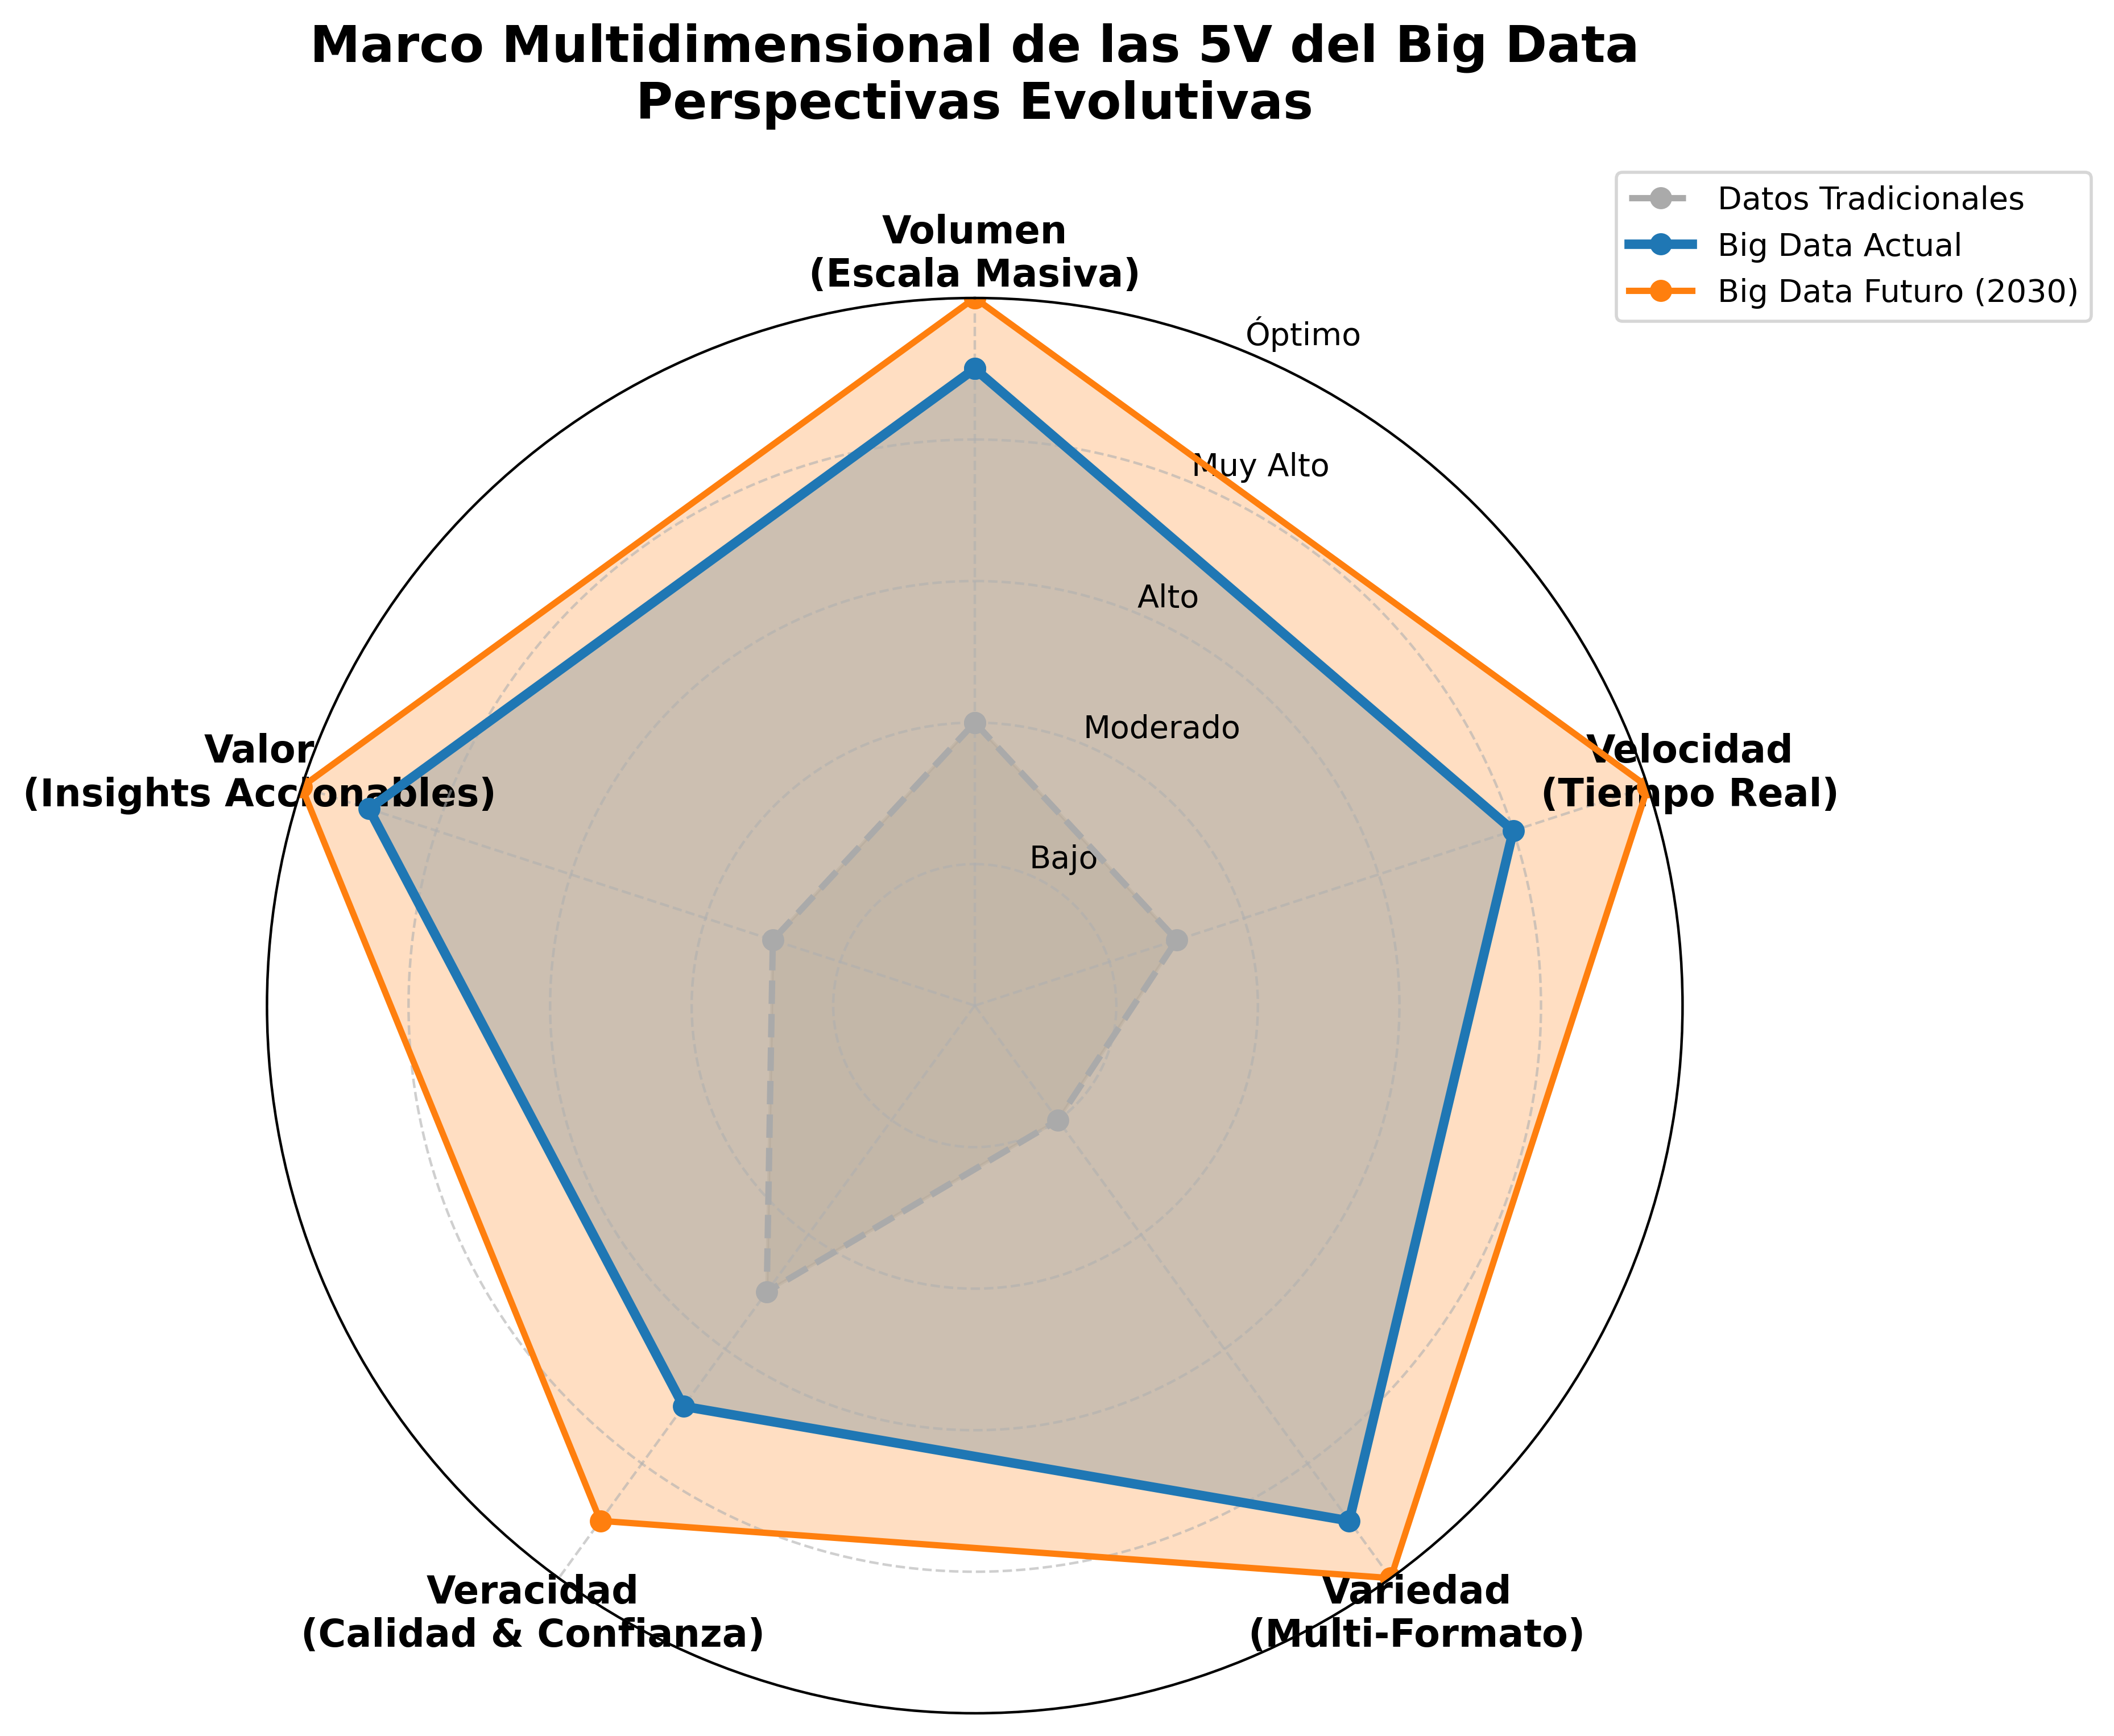 Marco Multidimensional de las 5V del Big Data
Perspectivas Evolutivas
Datos Tradicionales
Big Data Actual
Big Data Futuro (2030)
Volumen
(Escala Masiva)
Óptimo
Muy Alto
Alto
Moderado
Bajo
Valor
(Insights Accionables)
Velocidad
(Tiempo Real)
Veracidad
(Calidad & Confianza)
Variedad
(Multi-Formato)